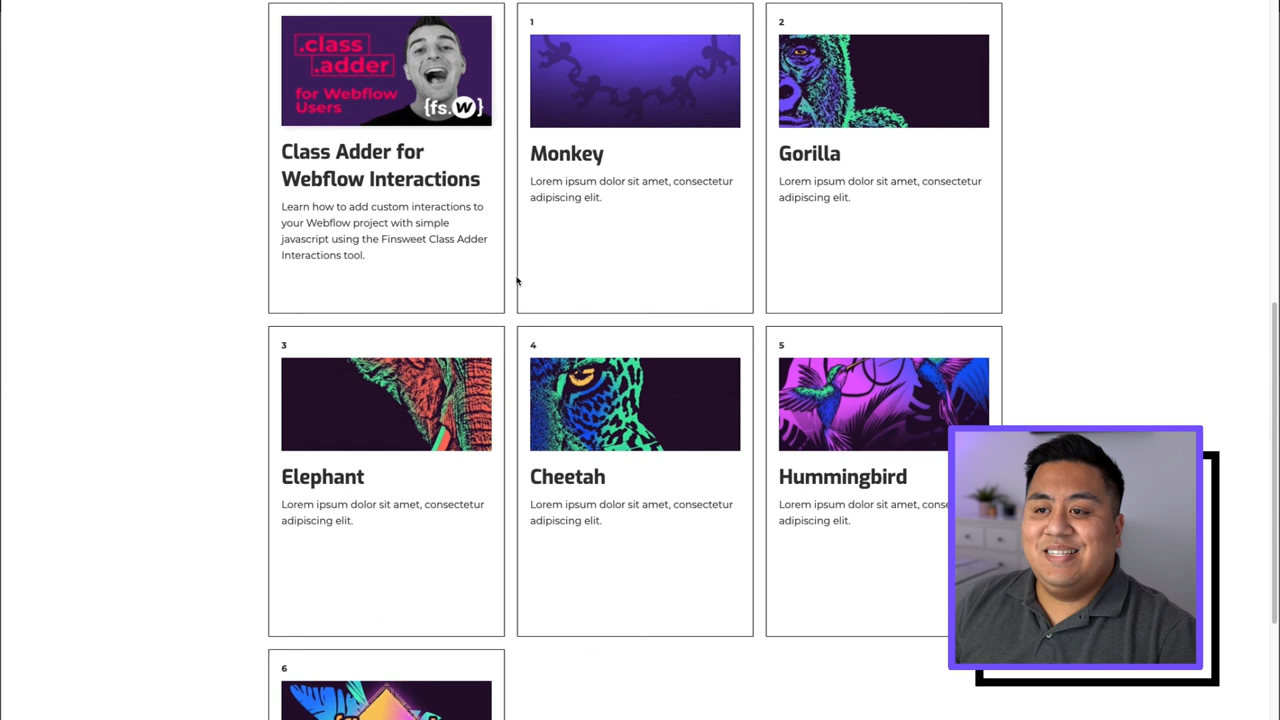 .class
.adder
for Webflow
Users
{fs.W}
Class Adder for
Webflow Interactions
Learn how to add custom interactions to
your Webflow project with simple
javascript using the Finsweet Class Adder
Interactions tool.
1
Monkey
Lorem ipsum dolor sit amet, consectetur
adipiscing elit.
2
Gorilla
Lorem ipsum dolor sit amet, consectetur
adipiscing elit.
3
Elephant
Lorem ipsum dolor sit amet, consectetur
adipiscing elit.
4
Cheetah
Lorem ipsum dolor sit amet, consectetur
adipiscing elit.
5
Hummingbird
Lorem ipsum dolor sit amet,
adipiscing elit.
6